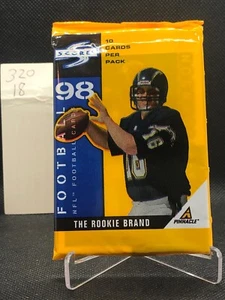 320
18
SCORE
10
CARDS
PER
PACK
98
FOOTBALL
NFL FOOTBALL CARDS
16
THE ROOKIE BRAND
PINNACLE